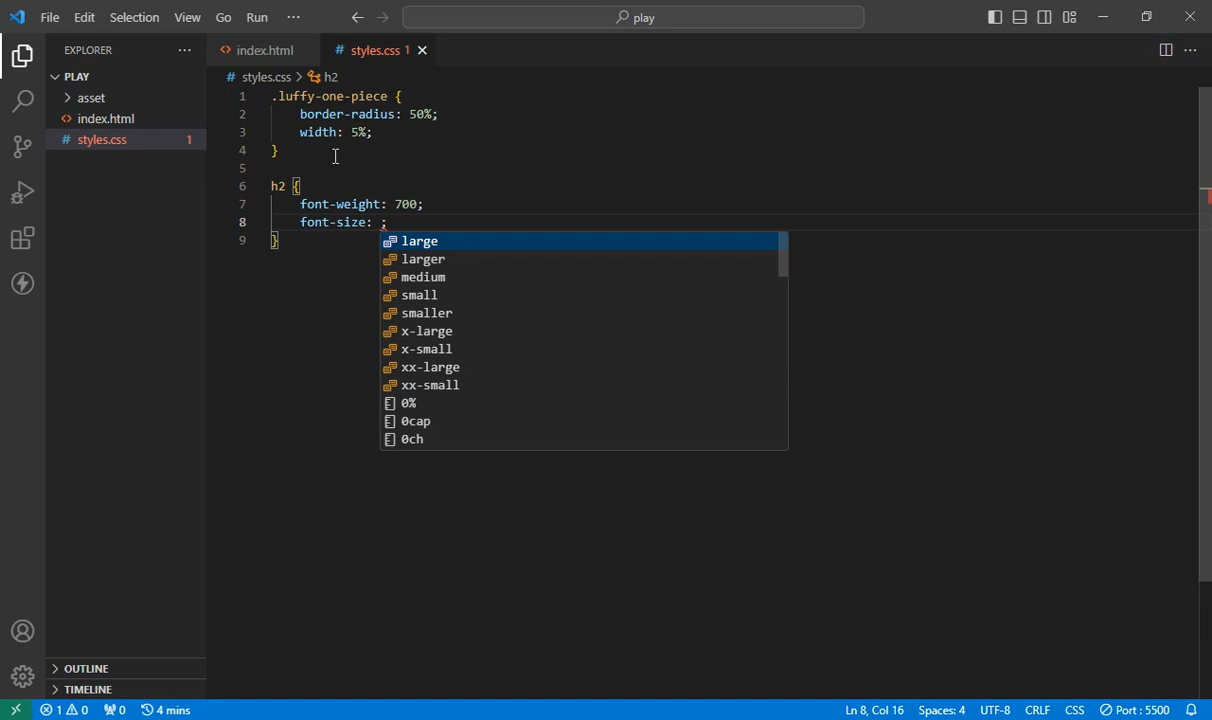 File Edit Selection View Go Run ··· play
EXPLORER ··· index.html styles.css 1
PLAY
asset
index.html
styles.css 1
# styles.css > h2
1 .luffy-one-piece {
2 border-radius: 50%;
3 width: 5%;
4 }
5
6 h2 {
7 font-weight: 700;
8 font-size: ;
9 }
large
larger
medium
small
smaller
x-large
x-small
xx-large
xx-small
0%
0cap
0ch
OUTLINE
TIMELINE
1 0 0 4 mins Ln 8, Col 16 Spaces: 4 UTF-8 CRLF CSS Port : 5500